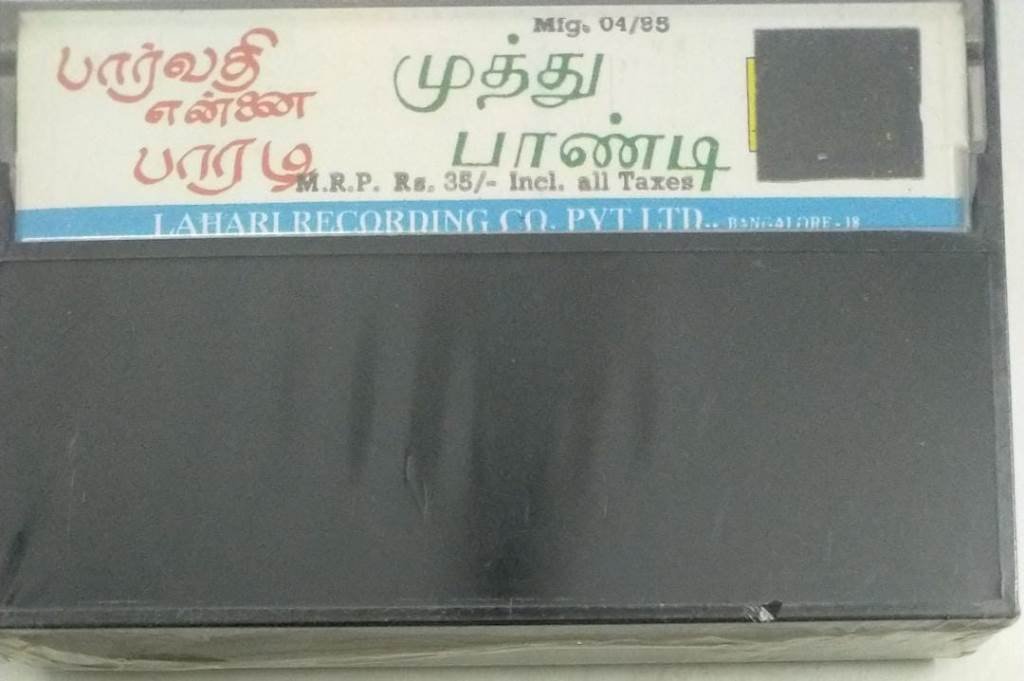 Mfg. 04/95
பார்வதி
என்னை
பாரடி
முத்து
பாண்டி
M.R.P. Rs. 35/- Incl. all Taxes
LAHARI RECORDING CO. PVT LTD., BANGALORE - 18